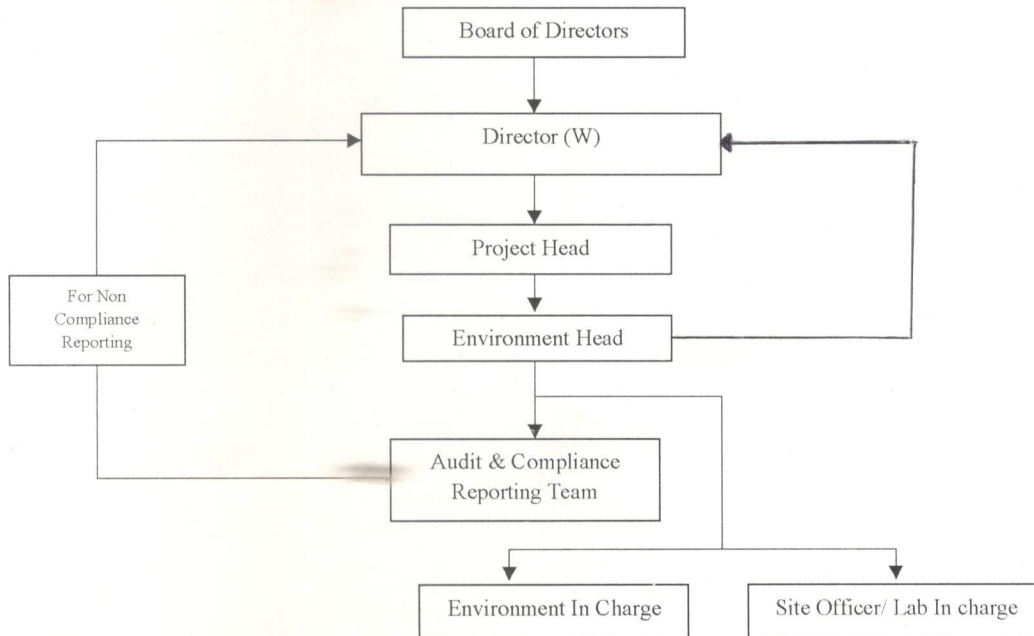 Board of Directors
Director (W)
Project Head
For Non
Compliance
Reporting
Environment Head
Audit & Compliance
Reporting Team
Environment In Charge
Site Officer/ Lab In charge